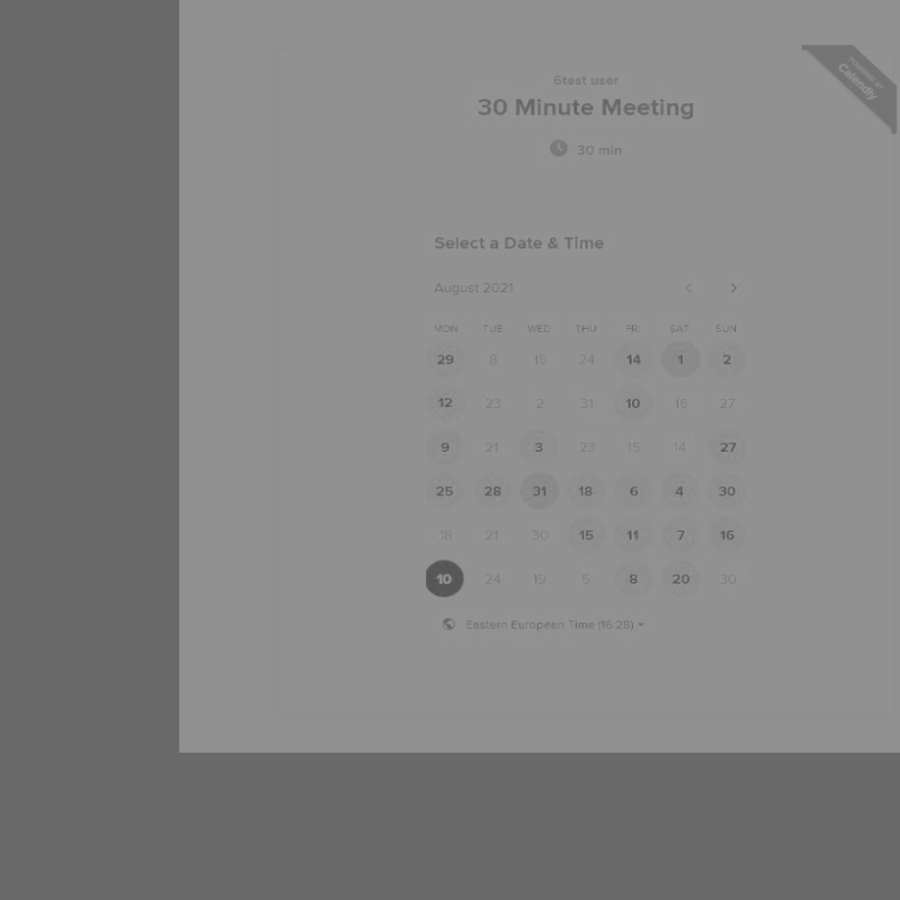 POWERED BY
Calendly
6test user
30 Minute Meeting
30 min
Select a Date & Time
August 2021
MON TUE WED THU FRI SAT SUN
29 8 15 24 14 1 2
12 23 2 31 10 16 27
9 21 3 23 15 14 27
25 28 31 18 6 4 30
18 21 30 15 11 7 16
10 24 19 5 8 20 30
Eastern European Time (16:28)